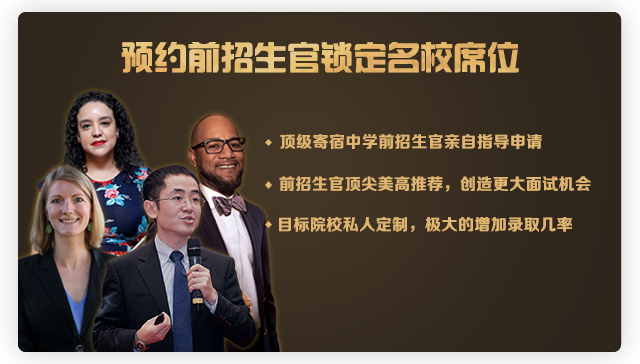 预约前招生官锁定名校席位
顶级寄宿中学前招生官亲自指导申请
前招生官顶尖美高推荐，创造更大面试机会
目标院校私人定制，极大的增加录取几率